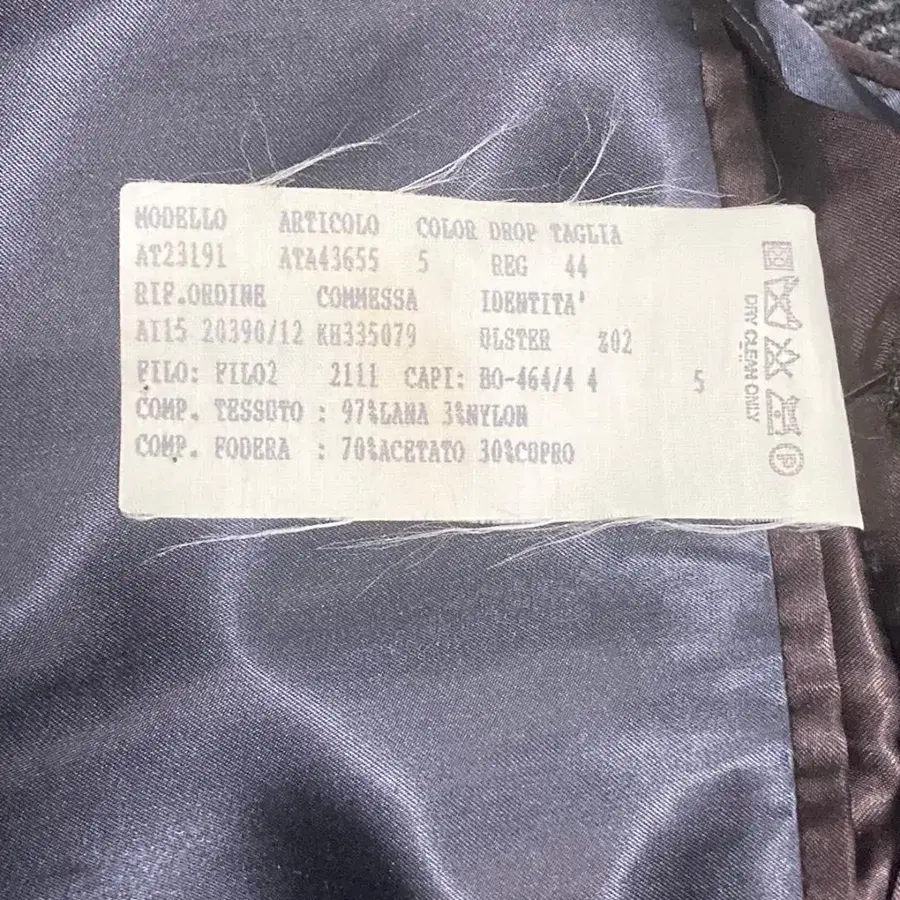 MODELLO ARTICOLO COLOR DROP TAGLIA
AT23191 ATA43655 5 REG 44
RIF.ORDINE COMMESSA IDENTITA'
AI15 20390/12 KH335079 ULSTER Z02
FILO: FILO2 2111 CAPI: BO-464/4 4 5
COMP. TESSUTO : 97%LANA 3%NYLON
COMP. FODERA : 70%ACETATO 30%COPRO
DRY CLEAN ONLY
P